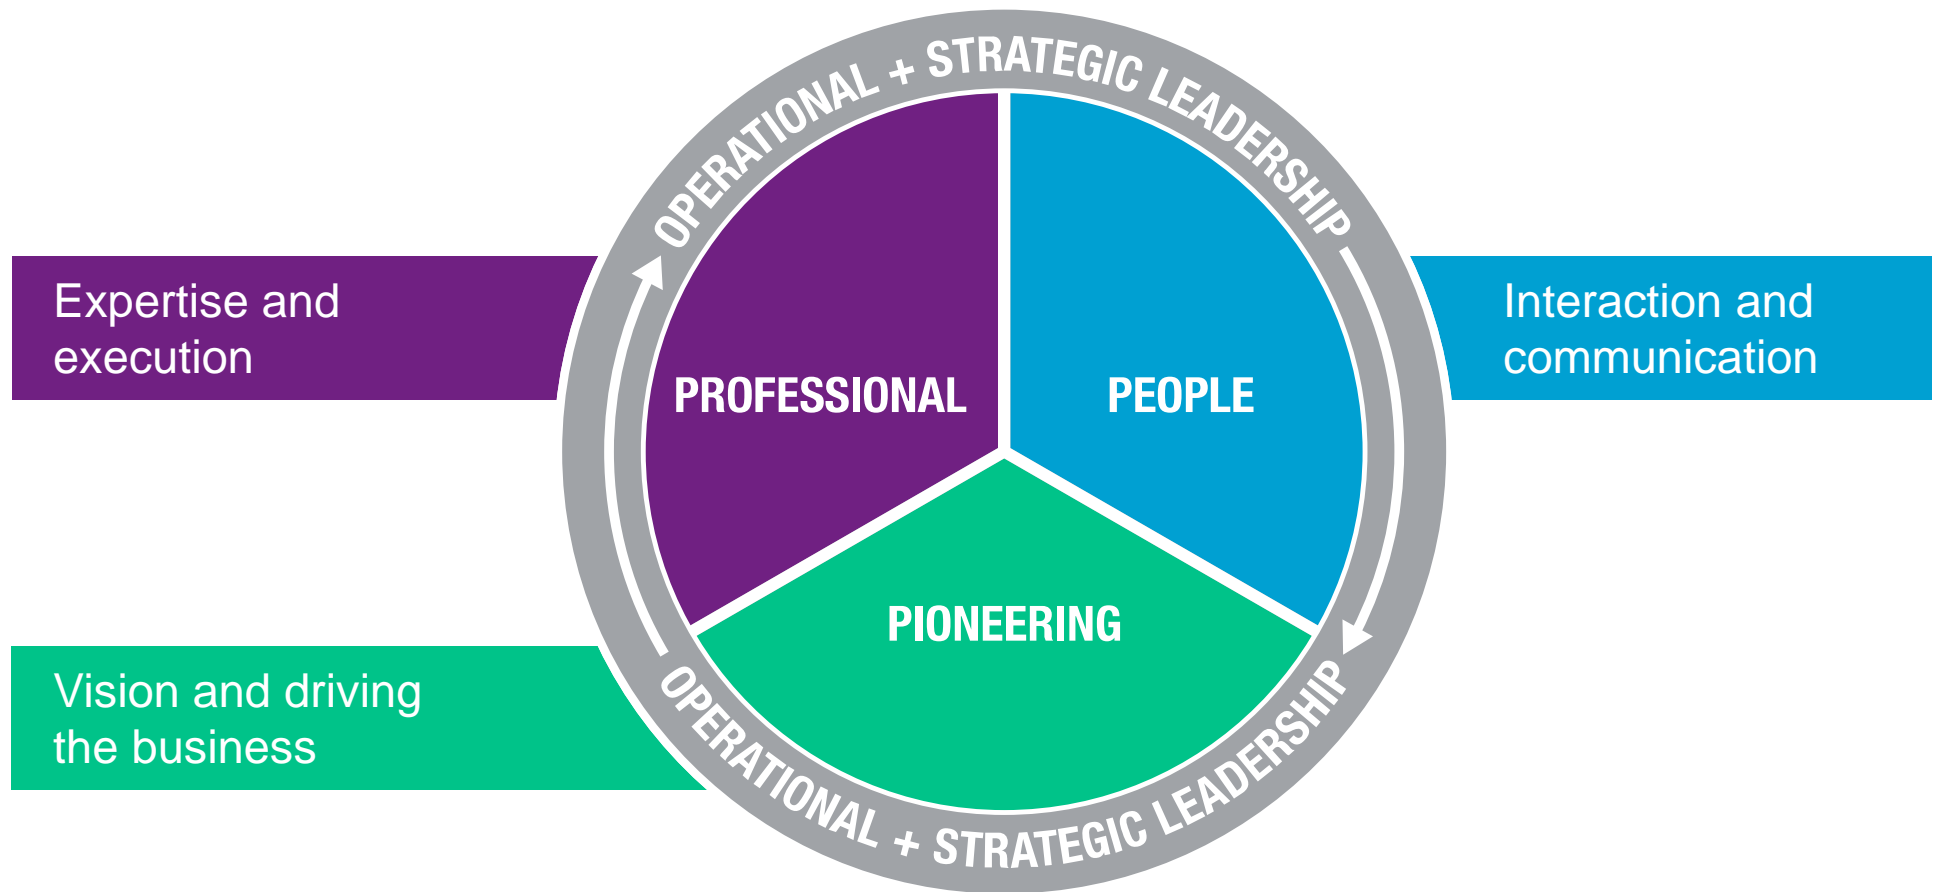 OPERATIONAL + STRATEGIC LEADERSHIP
Expertise and
execution
Interaction and
communication
PROFESSIONAL
PEOPLE
PIONEERING
Vision and driving
the business
OPERATIONAL + STRATEGIC LEADERSHIP